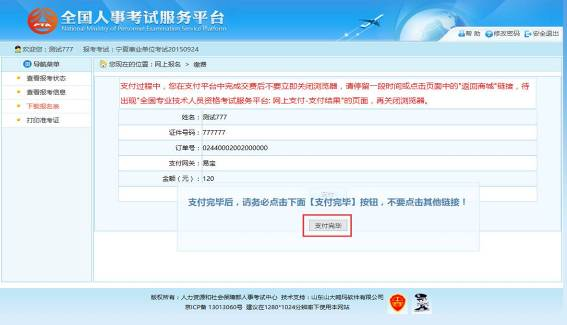 全国人事考试服务平台
National Ministry of Personnel Examination Service Platform
帮 助 修改密码 安全退出
欢迎您：测试777 报考考试：宁夏事业单位考试20150924
导航菜单
您现在的位置：网上报名 > 缴费
查看报考状态
查看报考信息
下载报名表
打印准考证
支付过程中，您在支付平台中完成交费后不要立即关闭浏览器，请停留一段时间或点击页面中的"返回商城"链接，待
出现"全国专业技术人员资格考试服务平台: 网上支付-支付结果"的页面，再关闭浏览器。
姓名：测试777
证件号码：777777
订单号：02440002002000000
支付网关：易宝
金额（元）：120
支付
支付完毕后，请务必点击下面【支付完毕】按钮，不要点击其他链接！
支付完毕
版权所有：人力资源和社会保障部人事考试中心 技术支持：山东山大鸥玛软件有限公司
京ICP备 13013060号 建议在1280*1024分辨率下使用本网站